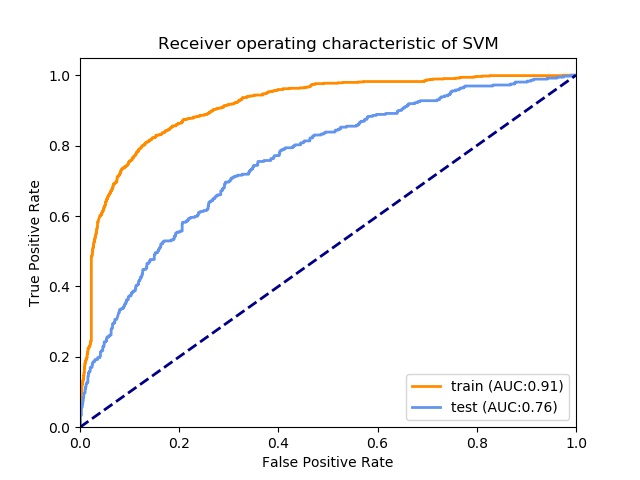 Receiver operating characteristic of SVM
True Positive Rate
1.0
0.8
0.6
0.4
0.2
0.0
train (AUC:0.91)
test (AUC:0.76)
0.0 0.2 0.4 0.6 0.8 1.0
False Positive Rate